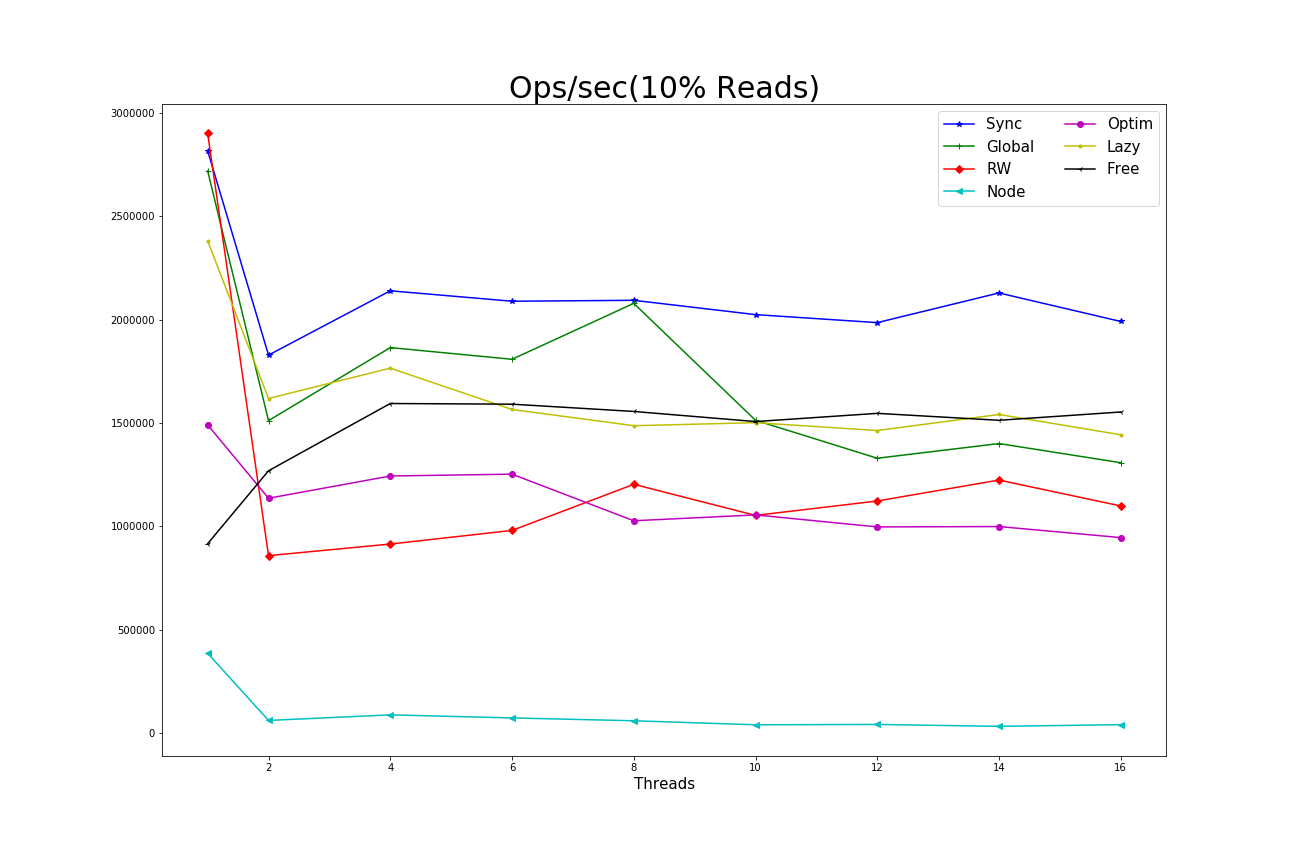 Ops/sec(10% Reads)
3000000
2500000
2000000
1500000
1000000
500000
0
Sync
Global
RW
Node
Optim
Lazy
Free
2 4 6 8 10 12 14 16
Threads